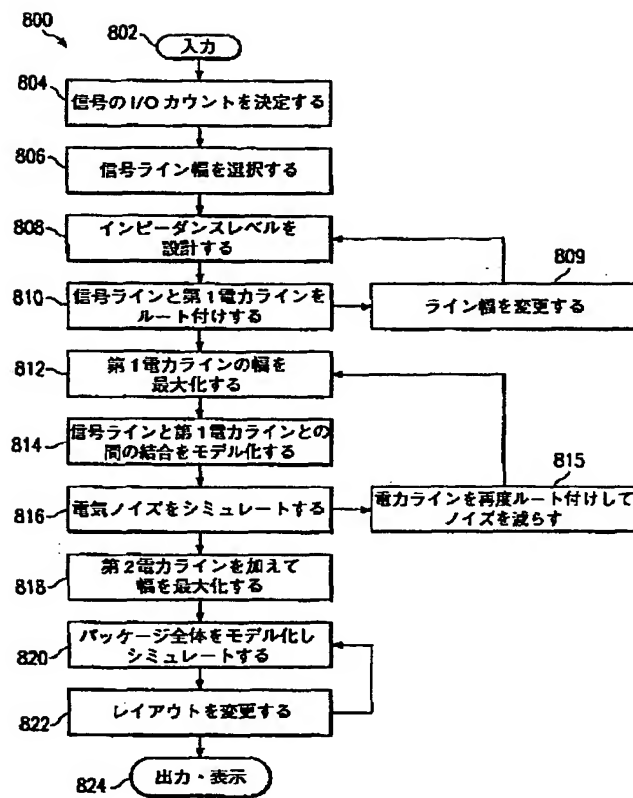 800
802
入力
804
信号の I/O カウントを決定する
806
信号ライン幅を選択する
808
インピーダンスレベルを
設計する
809
ライン幅を変更する
810
信号ラインと第1電力ラインを
ルート付けする
812
第1電力ラインの幅を
最大化する
814
信号ラインと第1電力ラインとの
間の結合をモデル化する
815
電力ラインを再度ルート付けして
ノイズを減らす
816
電気ノイズをシミュレートする
818
第2電力ラインを加えて
幅を最大化する
820
パッケージ全体をモデル化し
シミュレートする
822
レイアウトを変更する
824
出力・表示